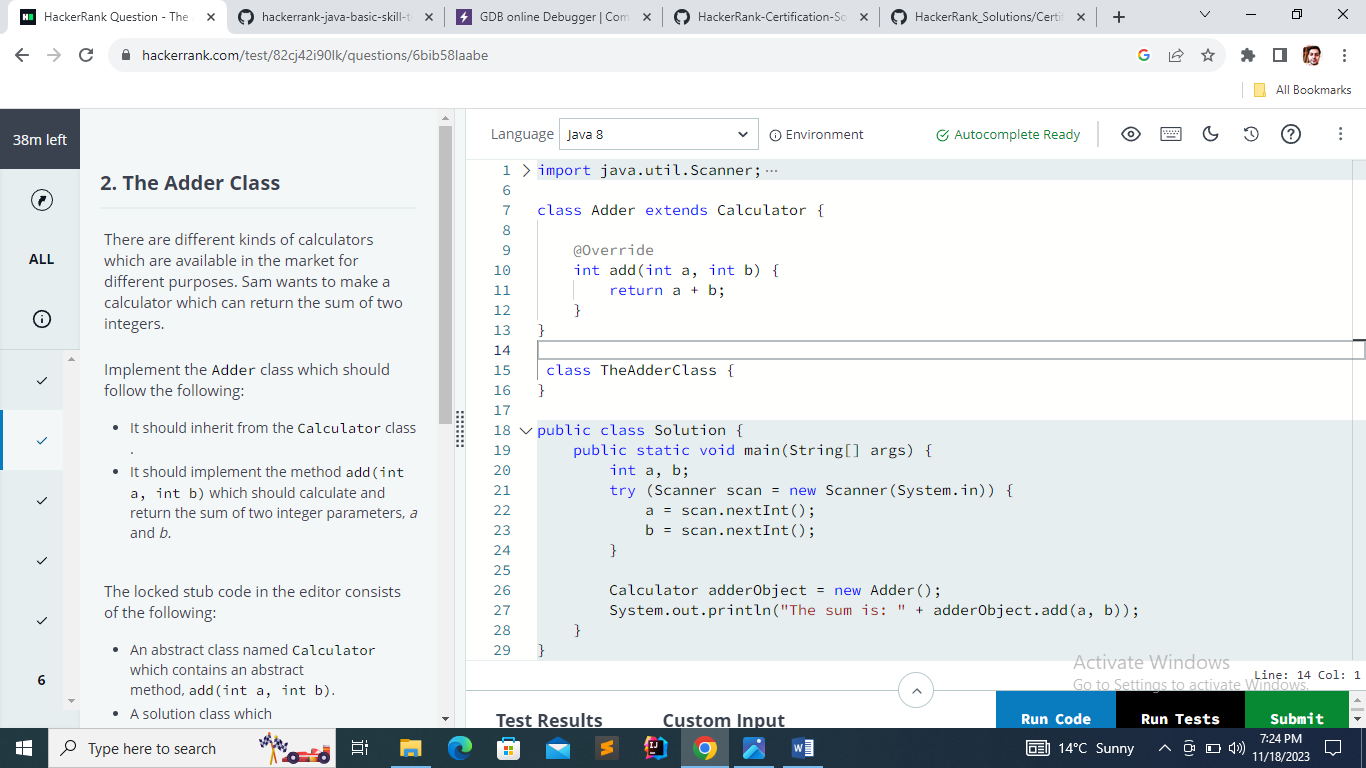 HackerRank Question - The
hackerrank-java-basic-skill-t
GDB online Debugger | Com
HackerRank-Certification-So
HackerRank_Solutions/Certif
hackerrank.com/test/82cj42i90lk/questions/6bib58laabe
All Bookmarks
38m left
ALL
6
2. The Adder Class
There are different kinds of calculators
which are available in the market for
different purposes. Sam wants to make a
calculator which can return the sum of two
integers.
Implement the Adder class which should
follow the following:
• It should inherit from the Calculator class
.
• It should implement the method add(int
a, int b) which should calculate and
return the sum of two integer parameters, a
and b.
The locked stub code in the editor consists
of the following:
• An abstract class named Calculator
which contains an abstract
method, add(int a, int b).
• A solution class which
Language Java 8 Environment Autocomplete Ready
1 import java.util.Scanner; ···
6
7 class Adder extends Calculator {
8
9 @Override
10 int add(int a, int b) {
11 return a + b;
12 }
13 }
14
15 class TheAdderClass {
16 }
17
18 public class Solution {
19 public static void main(String[] args) {
20 int a, b;
21 try (Scanner scan = new Scanner(System.in)) {
22 a = scan.nextInt();
23 b = scan.nextInt();
24 }
25
26 Calculator adderObject = new Adder();
27 System.out.println("The sum is: " + adderObject.add(a, b));
28 }
29 }
Activate Windows
Go to Settings to activate Windows.
Line: 14 Col: 1
Test Results Custom Input Run Code Run Tests Submit
Type here to search
14°C Sunny
7:24 PM
11/18/2023